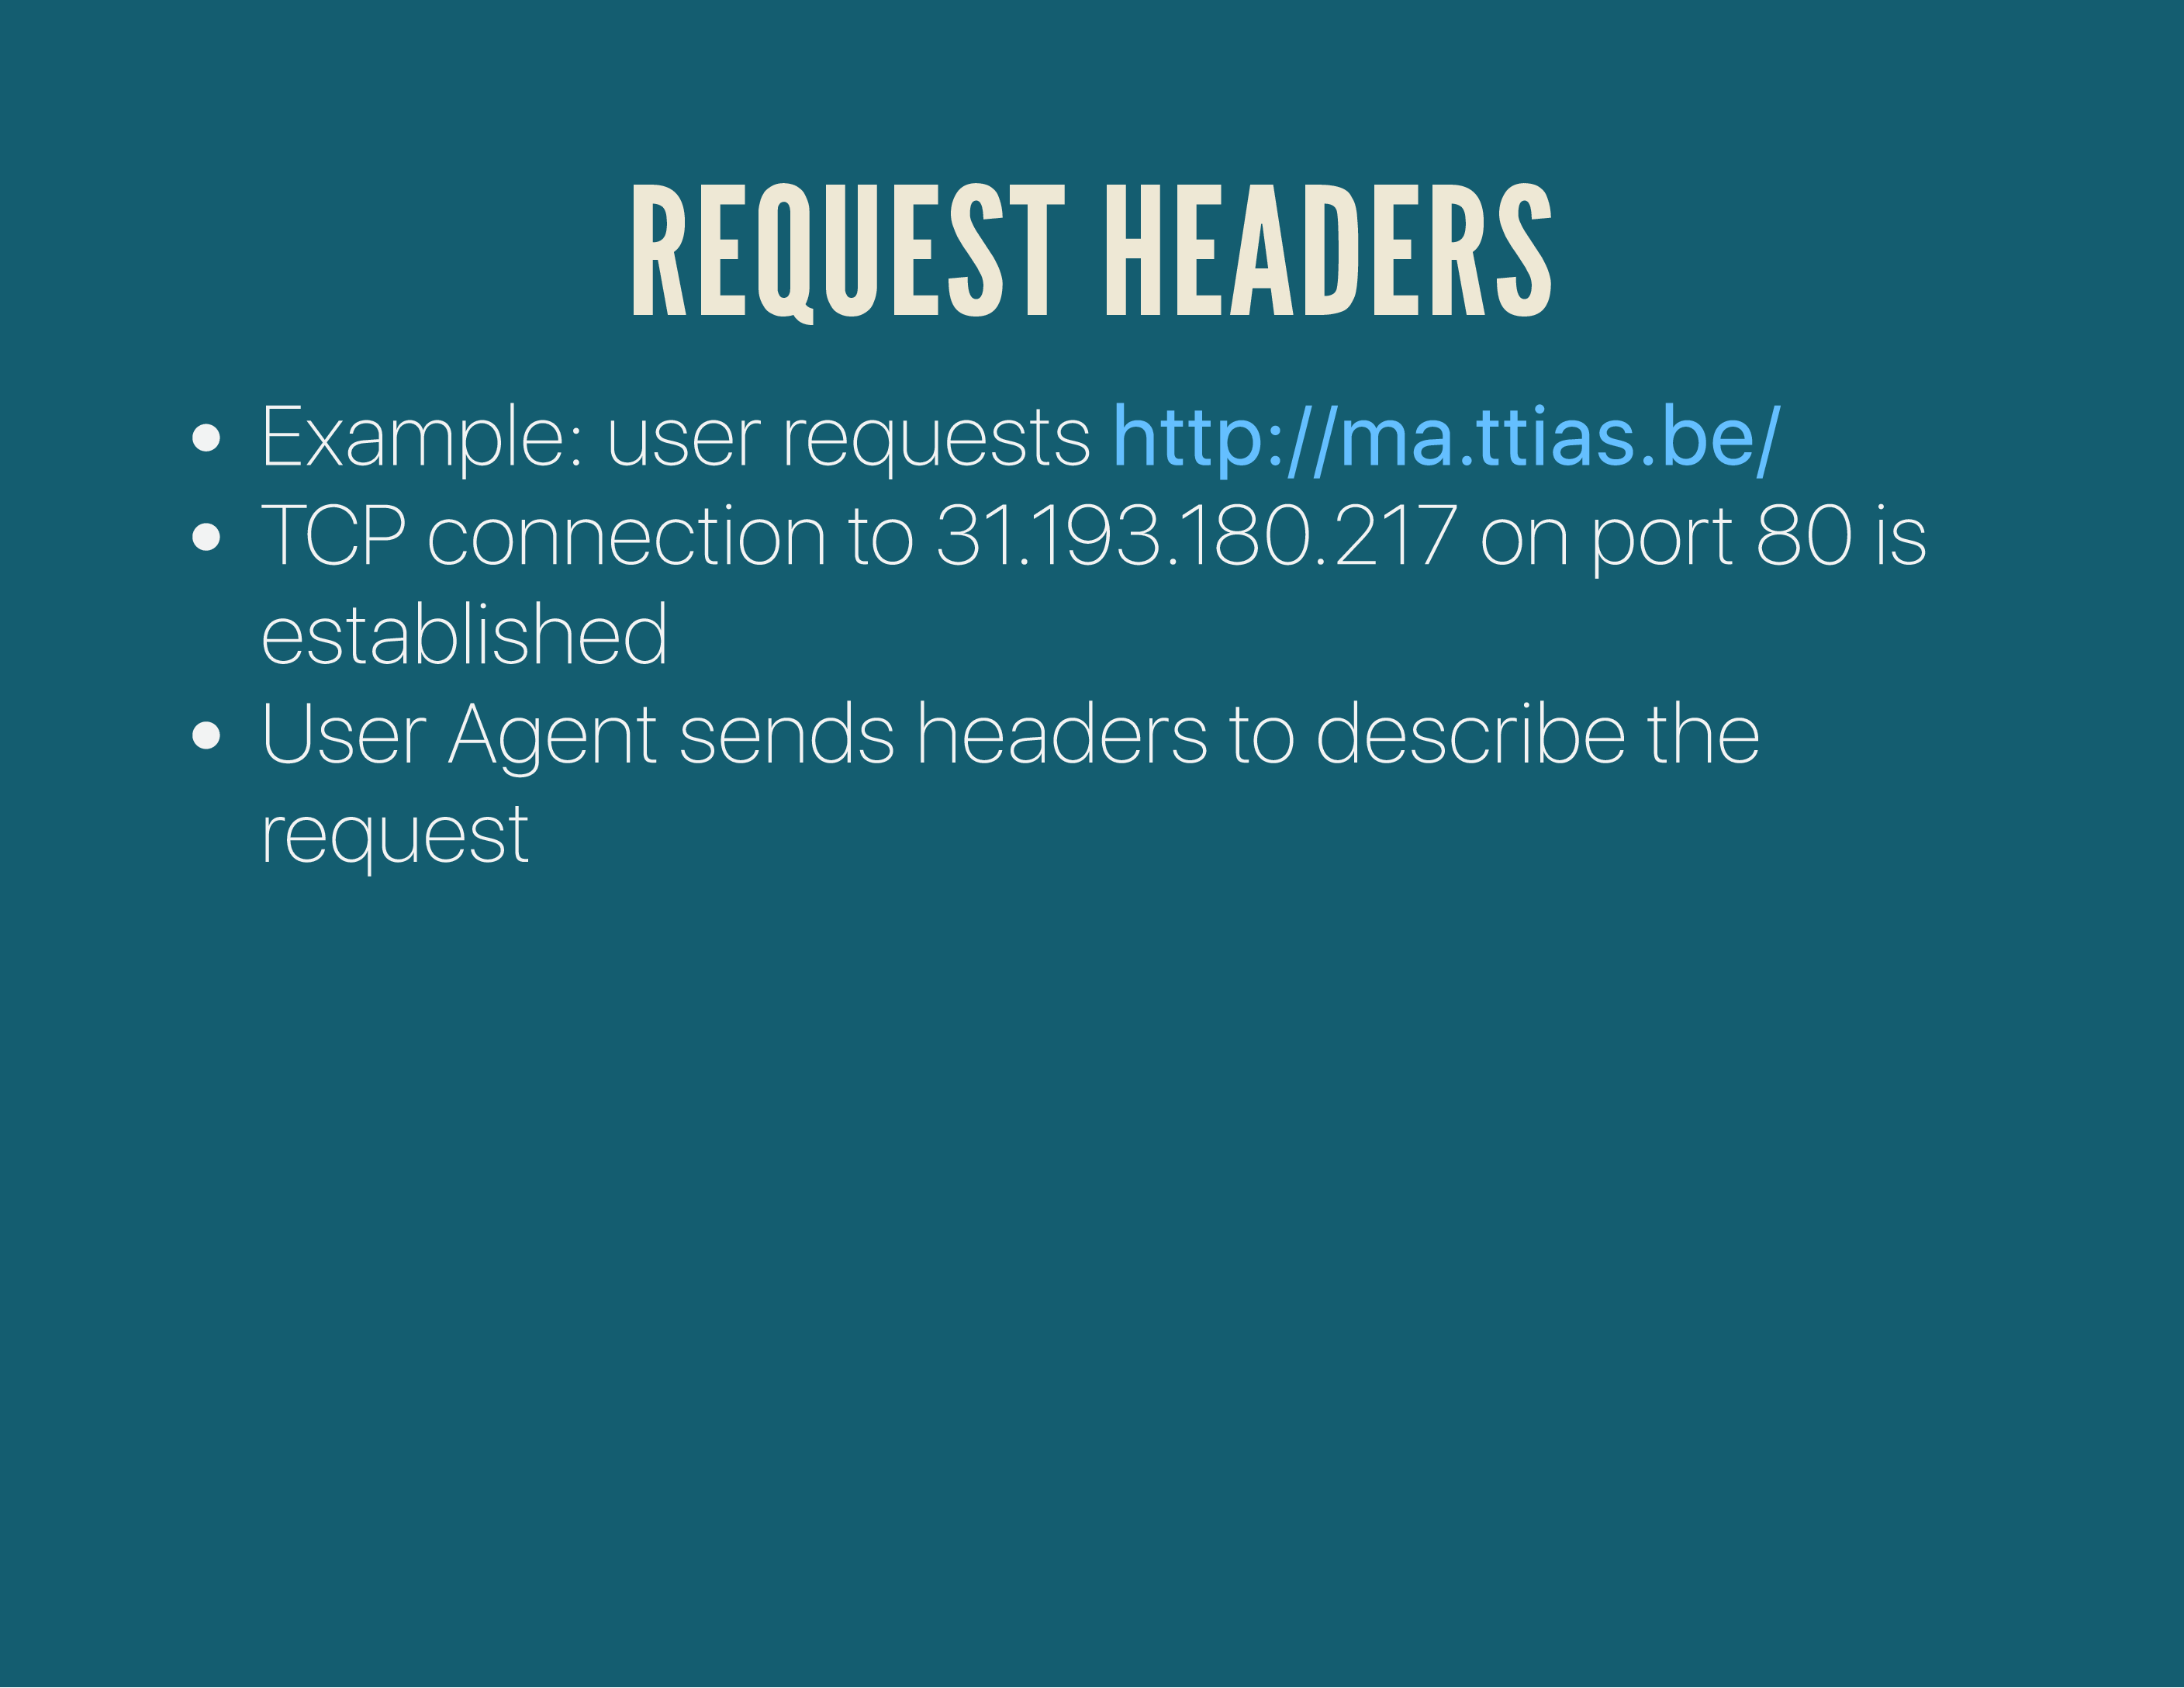 REQUEST HEADERS
• Example: user requests http://ma.ttias.be/
• TCP connection to 31.193.180.217 on port 80 is
established
• User Agent sends headers to describe the
request